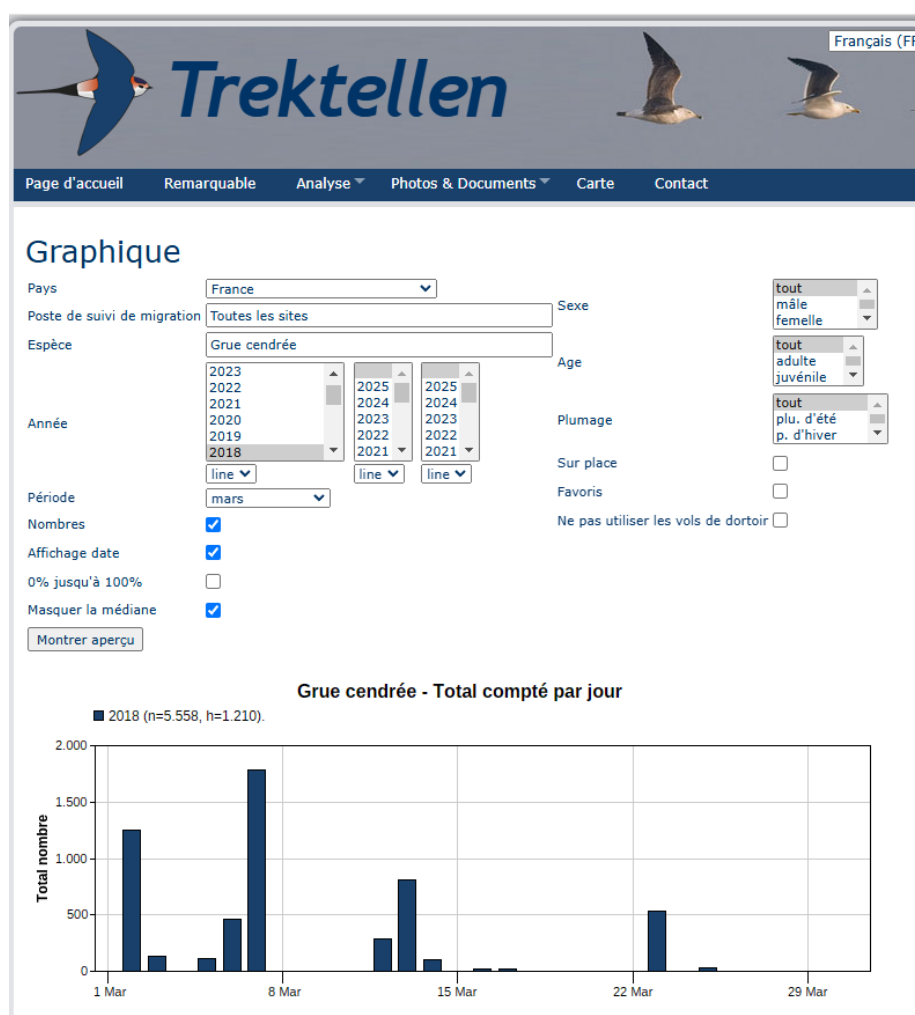 Français (FR
Trektellen
Page d'accueil Remarquable Analyse Photos & Documents Carte Contact
Graphique
Pays France
Poste de suivi de migration Toutes les sites
Espèce Grue cendrée
Année
2023
2022
2021
2020
2019
2018
2025
2024
2023
2022
2021
2025
2024
2023
2022
2021
line line line
Période mars
Nombres
Affichage date
0% jusqu'à 100%
Masquer la médiane
Montrer aperçu
Sexe
tout
mâle
femelle
Age
tout
adulte
juvénile
Plumage
tout
plu. d'été
p. d'hiver
Sur place
Favoris
Ne pas utiliser les vols de dortoir
Grue cendrée - Total compté par jour
2018 (n=5.558, h=1.210).
Total nombre
2.000
1.500
1.000
500
0
1 Mar 8 Mar 15 Mar 22 Mar 29 Mar